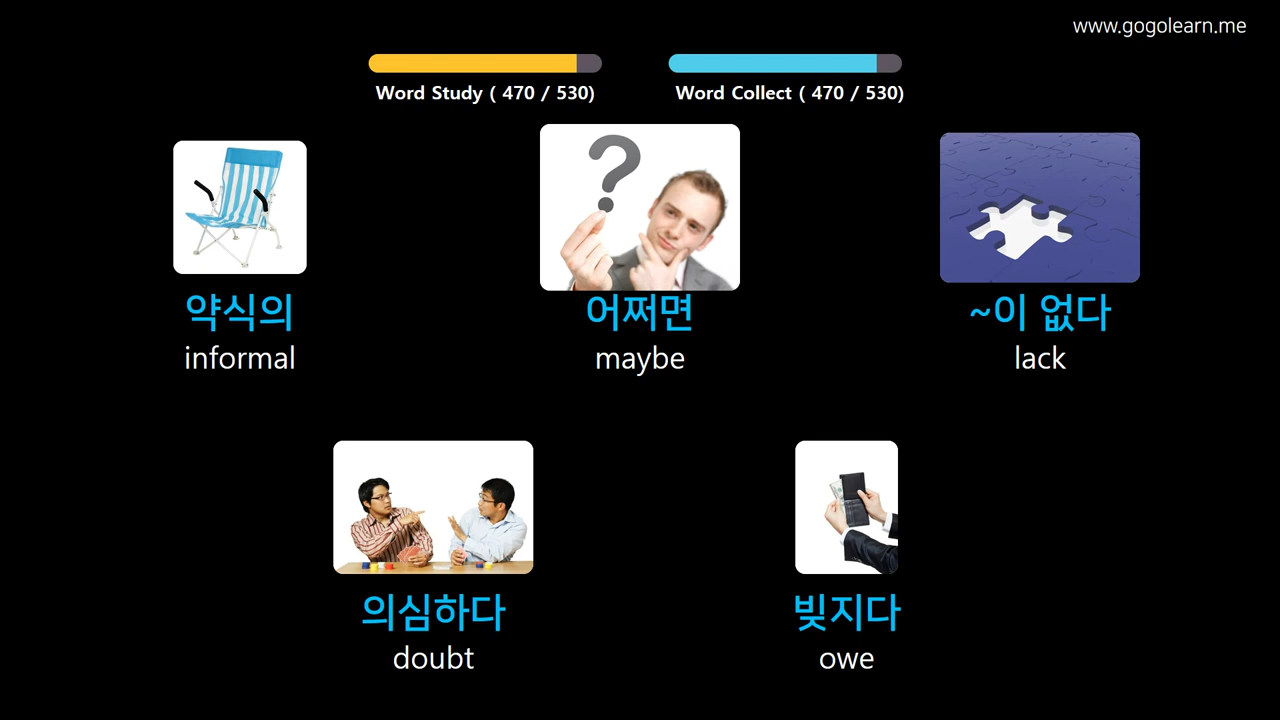 www.gogolearn.me
Word Study ( 470 / 530)
Word Collect ( 470 / 530)
약식의
informal
어쩌면
maybe
~이 없다
lack
의심하다
doubt
빚지다
owe